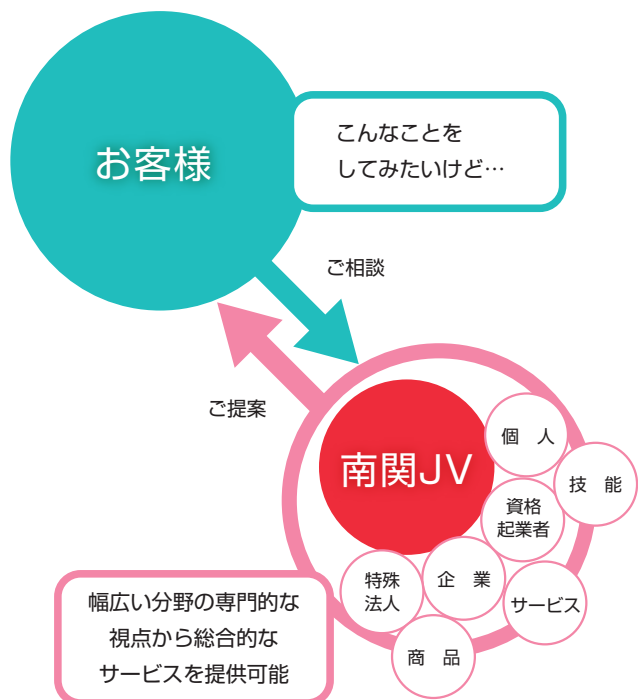 お客様
こんなことを
してみたいけど…
ご相談
ご提案
南関JV
個　人
技　能
資格
起業者
企　業
特殊
法人
サービス
商　品
幅広い分野の専門的な
視点から総合的な
サービスを提供可能